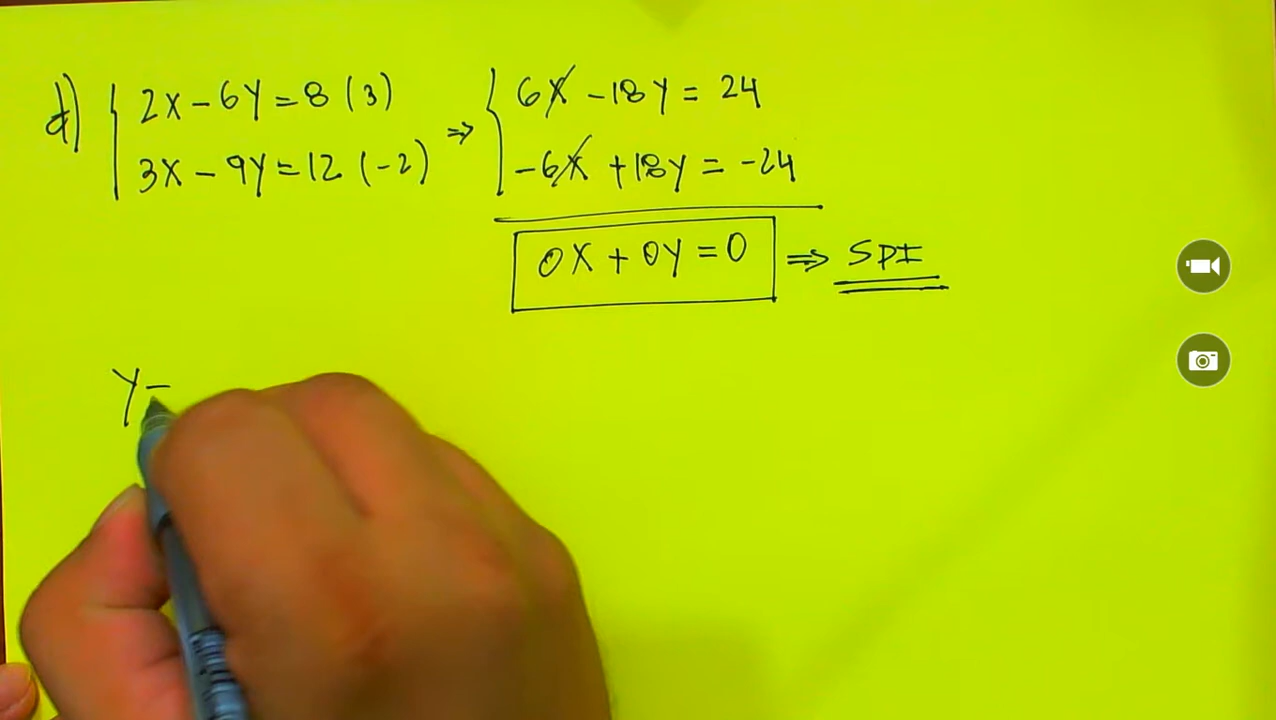 d) { 2X - 6Y = 8 (3) ⇒ { 6X - 18Y = 24
3X - 9Y = 12 (-2) -6X + 18Y = -24
0X + 0Y = 0 ⇒ SPI
Y=